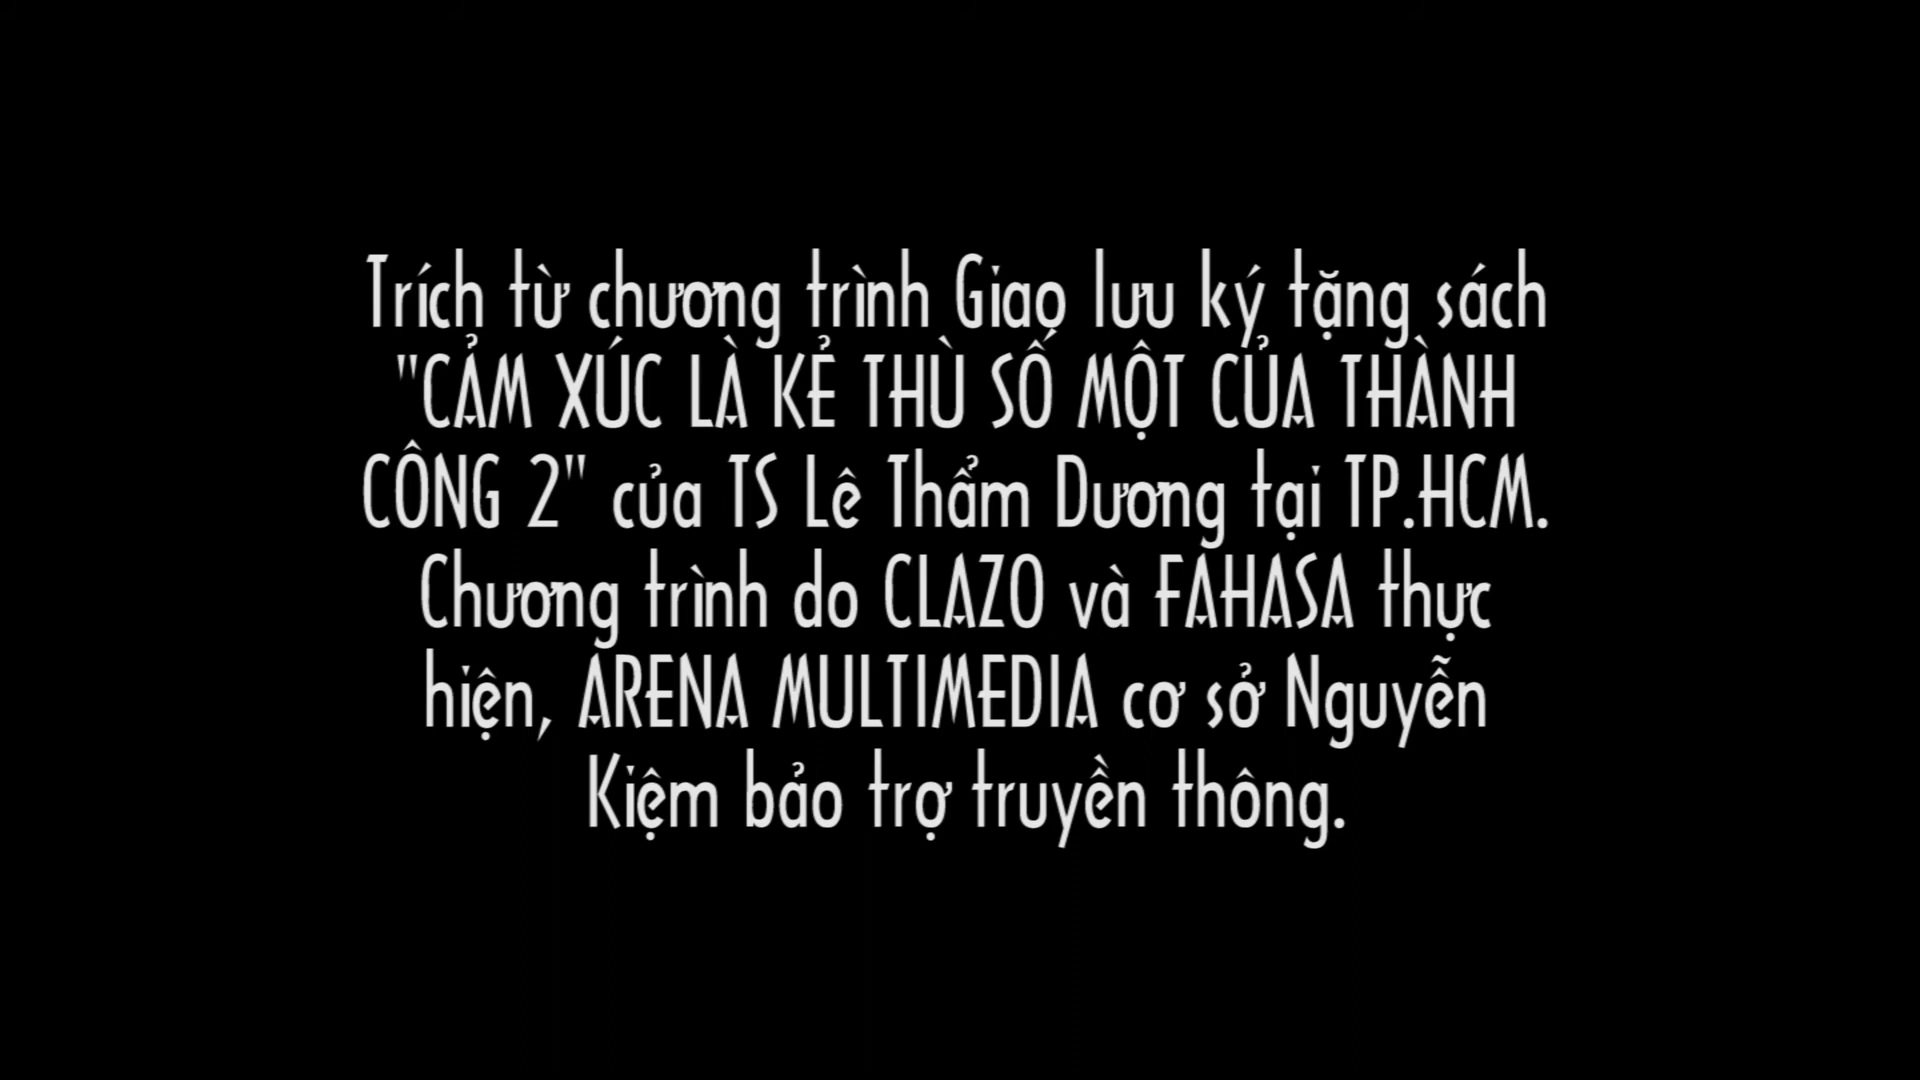 Trích từ chương trình Giao lưu ký tặng sách
"CẢM XÚC LÀ KẺ THÙ SỐ MỘT CỦA THÀNH
CÔNG 2" của TS Lê Thẩm Dương tại TP.HCM.
Chương trình do CLAZO và FAHASA thực
hiện, ARENA MULTIMEDIA cơ sở Nguyễn
Kiệm bảo trợ truyền thông.